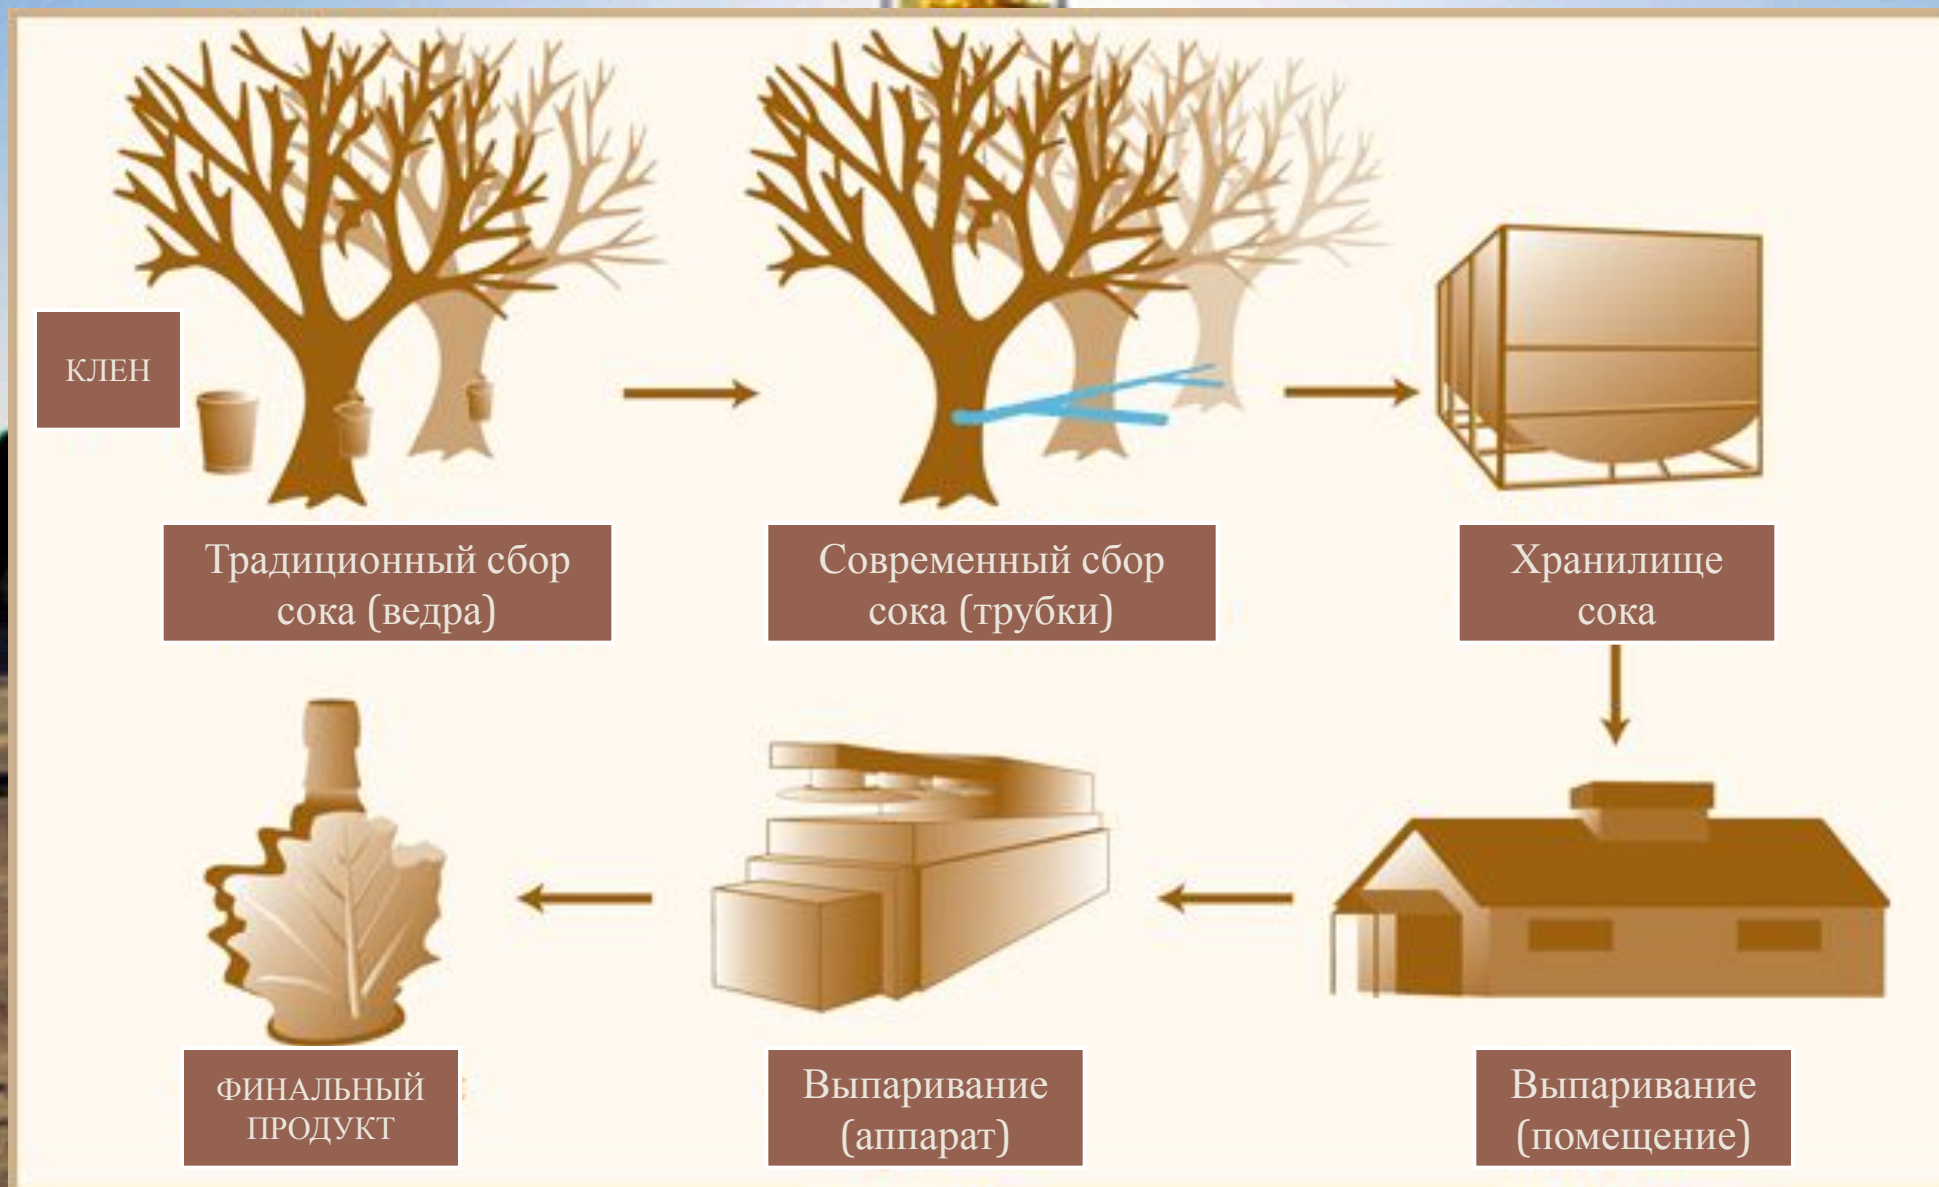 КЛЕН
Традиционный сбор
сока (ведра)
Современный сбор
сока (трубки)
Хранилище
сока
ФИНАЛЬНЫЙ
ПРОДУКТ
Выпаривание
(аппарат)
Выпаривание
(помещение)